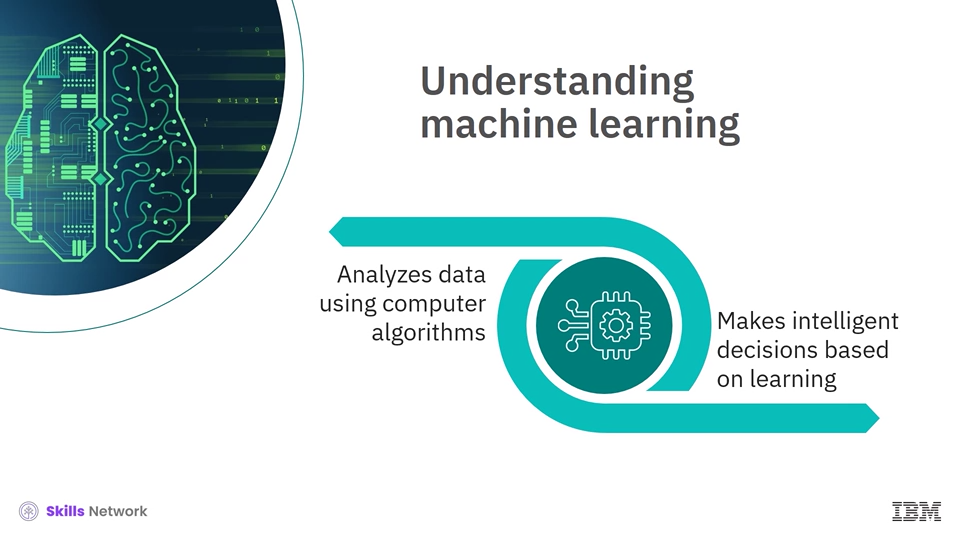 Understanding
machine learning
Analyzes data
using computer
algorithms
Makes intelligent
decisions based
on learning
Skills Network
IBM